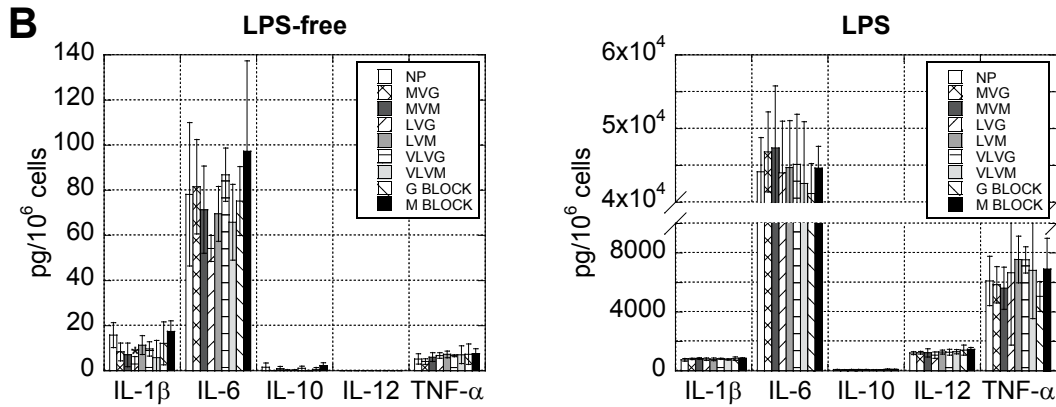 B
LPS-free
pg/10⁶ cells
140
120
100
80
60
40
20
0
NP
MVG
MVM
LVG
LVM
VLVG
VLVM
G BLOCK
M BLOCK
IL-1β IL-6 IL-10 IL-12 TNF-α
LPS
pg/10⁶ cells
6x10⁴
5x10⁴
4x10⁴
8000
6000
4000
2000
0
NP
MVG
MVM
LVG
LVM
VLVG
VLVM
G BLOCK
M BLOCK
IL-1β IL-6 IL-10 IL-12 TNF-α